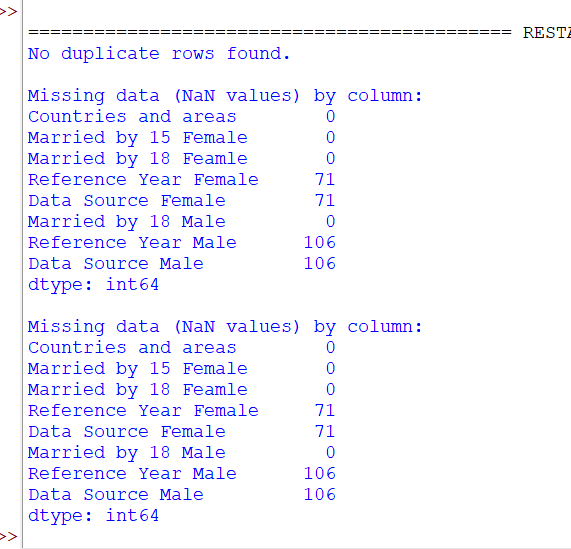 >>
============================================ RESTA
No duplicate rows found.
Missing data (NaN values) by column:
Countries and areas 0
Married by 15 Female 0
Married by 18 Feamle 0
Reference Year Female 71
Data Source Female 71
Married by 18 Male 0
Reference Year Male 106
Data Source Male 106
dtype: int64
Missing data (NaN values) by column:
Countries and areas 0
Married by 15 Female 0
Married by 18 Feamle 0
Reference Year Female 71
Data Source Female 71
Married by 18 Male 0
Reference Year Male 106
Data Source Male 106
dtype: int64
>>